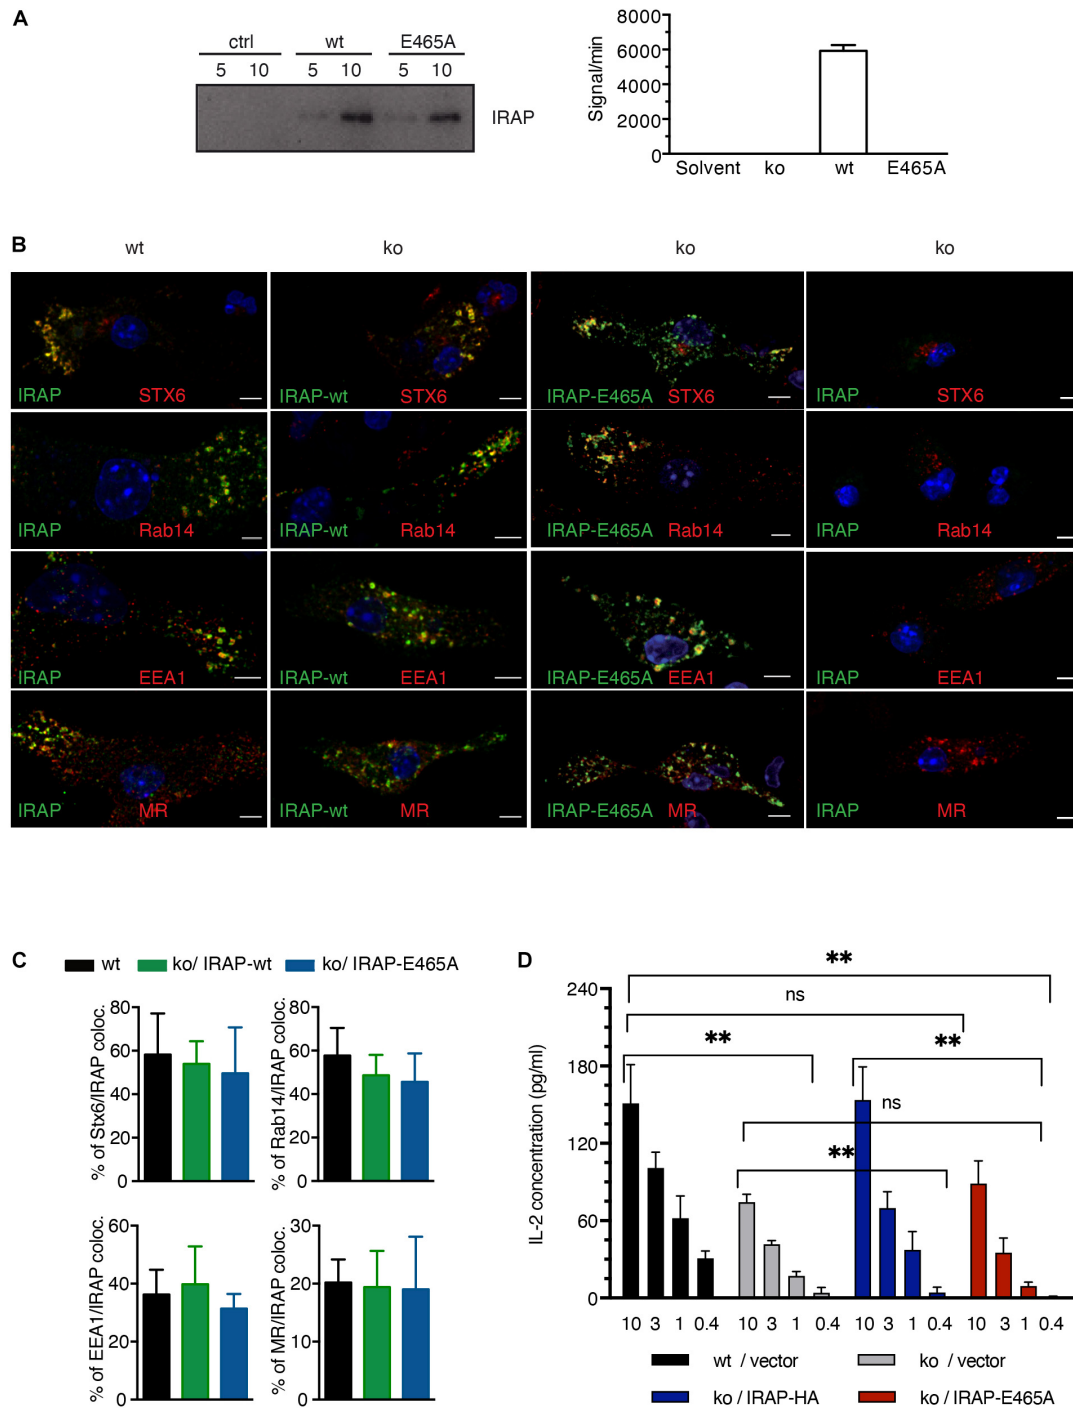 A
ctrl wt E465A
5 10 5 10 5 10
IRAP
8000
6000
4000
2000
0
Signal/min
Solvent ko wt E465A
B
wt ko ko ko
IRAP STX6 IRAP-wt STX6 IRAP-E465A STX6 IRAP STX6
IRAP Rab14 IRAP-wt Rab14 IRAP-E465A Rab14 IRAP Rab14
IRAP EEA1 IRAP-wt EEA1 IRAP-E465A EEA1 IRAP EEA1
IRAP MR IRAP-wt MR IRAP-E465A MR IRAP MR
C
wt ko/ IRAP-wt ko/ IRAP-E465A
% of Stx6/IRAP coloc.
80
60
40
20
0
% of Rab14/IRAP coloc.
80
60
40
20
0
% of EEA1/IRAP coloc.
60
40
20
0
% of MR/IRAP coloc.
30
20
10
0
D
**
ns
**
**
ns
**
IL-2 concentration (pg/ml)
240
180
120
60
0
10 3 1 0.4 10 3 1 0.4 10 3 1 0.4 10 3 1 0.4
wt / vector ko / vector
ko / IRAP-HA ko / IRAP-E465A